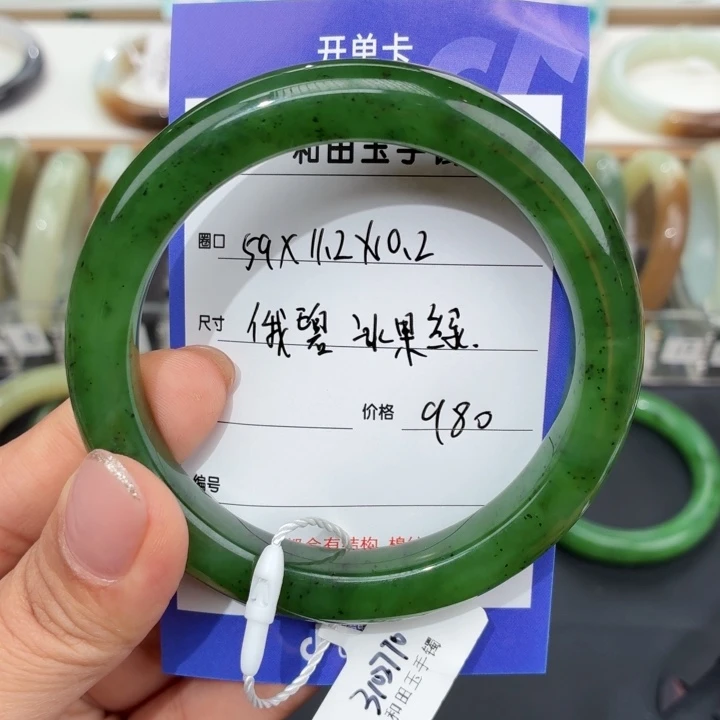 开单卡
和田玉手镯
圈口 59X11.2X10.2
尺寸 俄碧 冰果绿.
价格 980
编号
3102770
和田玉手镯